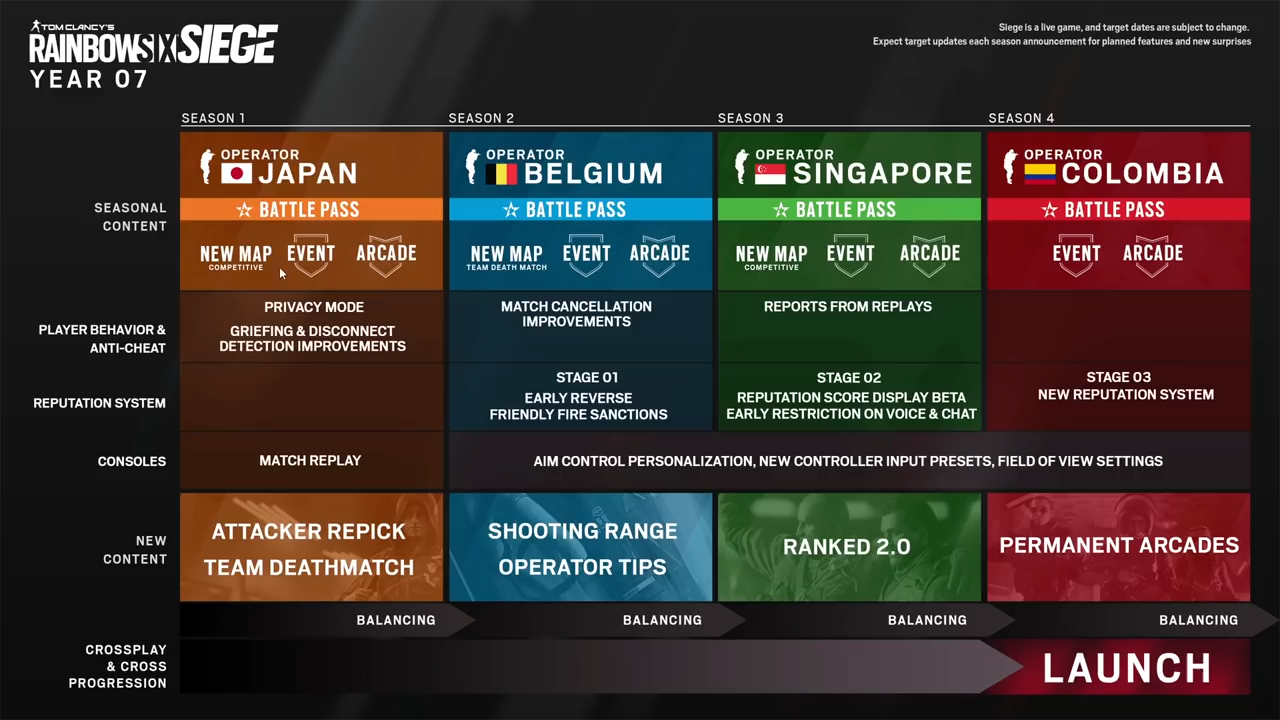 TOM CLANCY'S
RAINBOWSIX SIEGE
YEAR 07
Siege is a live game, and target dates are subject to change.
Expect target updates each season announcement for planned features and new surprises
SEASON 1
SEASON 2
SEASON 3
SEASON 4
SEASONAL
CONTENT
OPERATOR
JAPAN
BATTLE PASS
NEW MAP
COMPETITIVE
EVENT
ARCADE
OPERATOR
BELGIUM
BATTLE PASS
NEW MAP
TEAM DEATH MATCH
EVENT
ARCADE
OPERATOR
SINGAPORE
BATTLE PASS
NEW MAP
COMPETITIVE
EVENT
ARCADE
OPERATOR
COLOMBIA
BATTLE PASS
EVENT
ARCADE
PLAYER BEHAVIOR &
ANTI-CHEAT
PRIVACY MODE
GRIEFING & DISCONNECT
DETECTION IMPROVEMENTS
MATCH CANCELLATION
IMPROVEMENTS
REPORTS FROM REPLAYS
REPUTATION SYSTEM
STAGE 01
EARLY REVERSE
FRIENDLY FIRE SANCTIONS
STAGE 02
REPUTATION SCORE DISPLAY BETA
EARLY RESTRICTION ON VOICE & CHAT
STAGE 03
NEW REPUTATION SYSTEM
CONSOLES
MATCH REPLAY
AIM CONTROL PERSONALIZATION, NEW CONTROLLER INPUT PRESETS, FIELD OF VIEW SETTINGS
NEW
CONTENT
ATTACKER REPICK
TEAM DEATHMATCH
SHOOTING RANGE
OPERATOR TIPS
RANKED 2.0
PERMANENT ARCADES
BALANCING
BALANCING
BALANCING
BALANCING
CROSSPLAY
& CROSS
PROGRESSION
LAUNCH